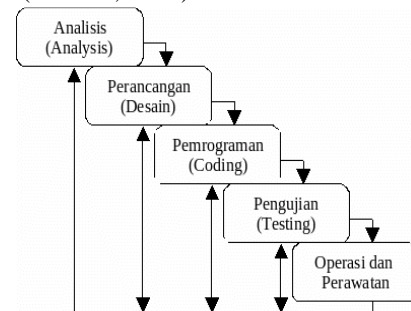 Analisis
(Analysis)
Perancangan
(Desain)
Pemrograman
(Coding)
Pengujian
(Testing)
Operasi dan
Perawatan